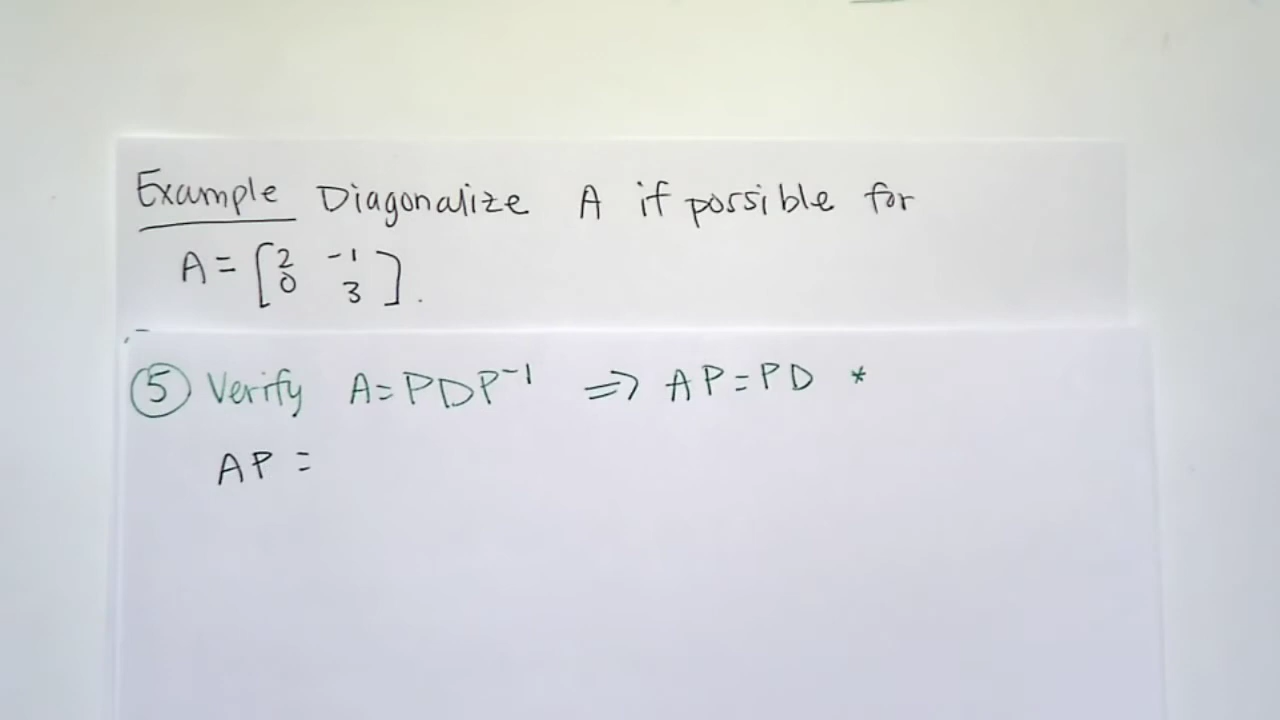 Example Diagonalize A if possible for
A = [2 -1
0 3].
⑤ Verify A = PDP⁻¹ ⇒ AP = PD *
AP =